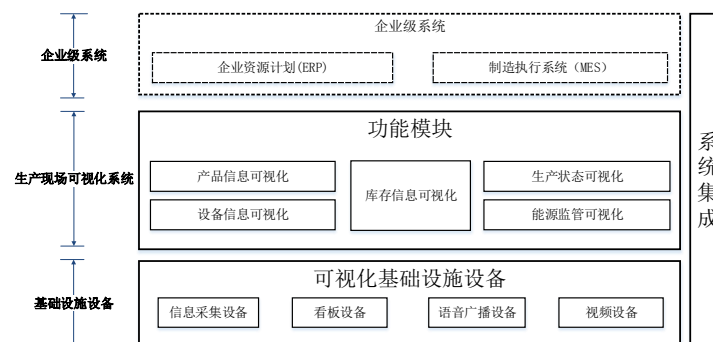 企业级系统
企业级系统
企业资源计划(ERP)
制造执行系统（MES）
生产现场可视化系统
功能模块
产品信息可视化
库存信息可视化
生产状态可视化
设备信息可视化
能源监管可视化
基础设施设备
可视化基础设施设备
信息采集设备
看板设备
语音广播设备
视频设备
系统集成